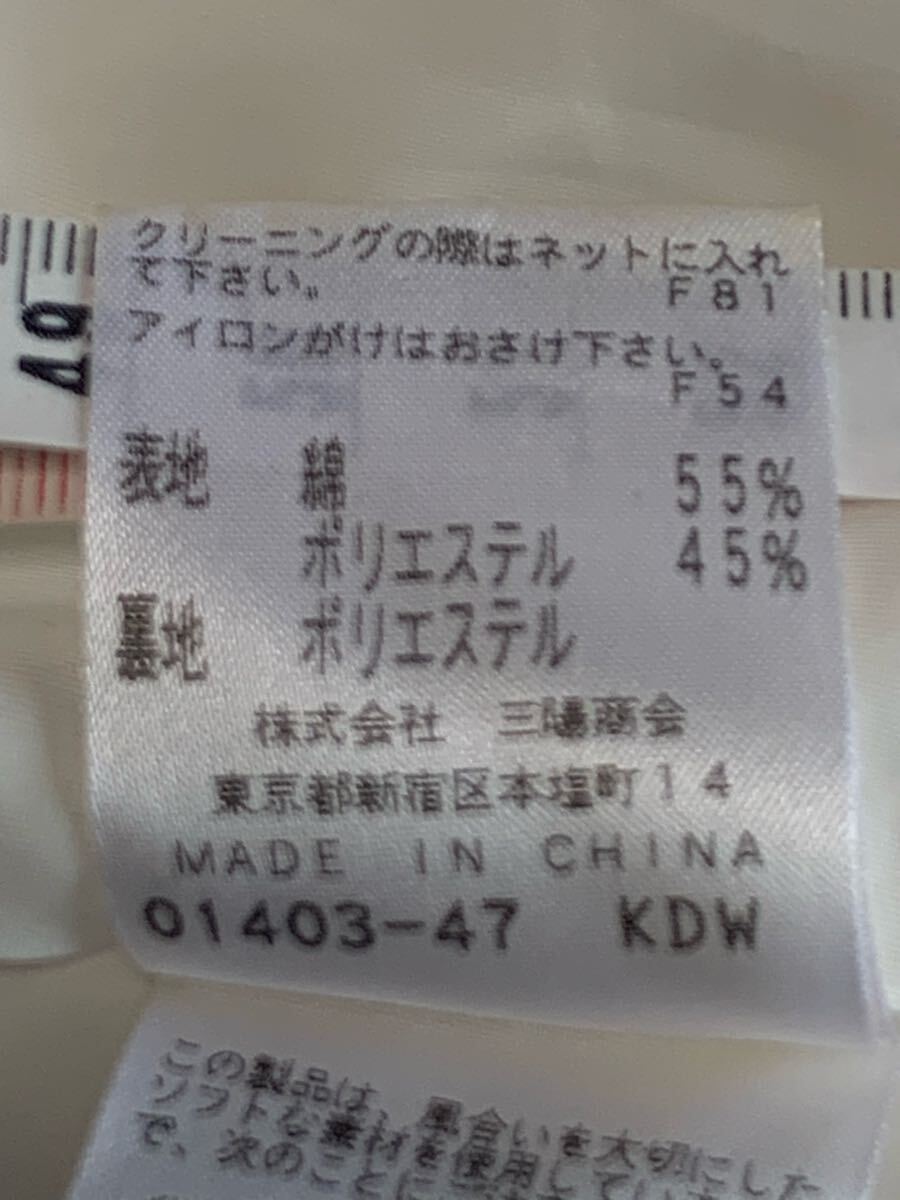 クリーニングの際はネットに入れ
て下さい。 F81
アイロンがけはおさけ下さい。
F54
表地 綿 55%
ポリエステル 45%
裏地 ポリエステル
株式会社 三陽商会
東京都新宿区本塩町14
MADE IN CHINA
01403-47 KDW
この製品は、風合いを大切にした
ソフトな素材を使用してい
で、次のことに
49